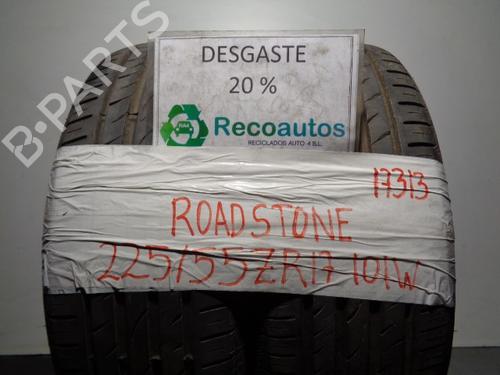 DESGASTE
20 %
Recoautos
RECICLADOS AUTO 4 S.L.
17313
ROADSTONE
225/55ZR17 101W
B-PARTS